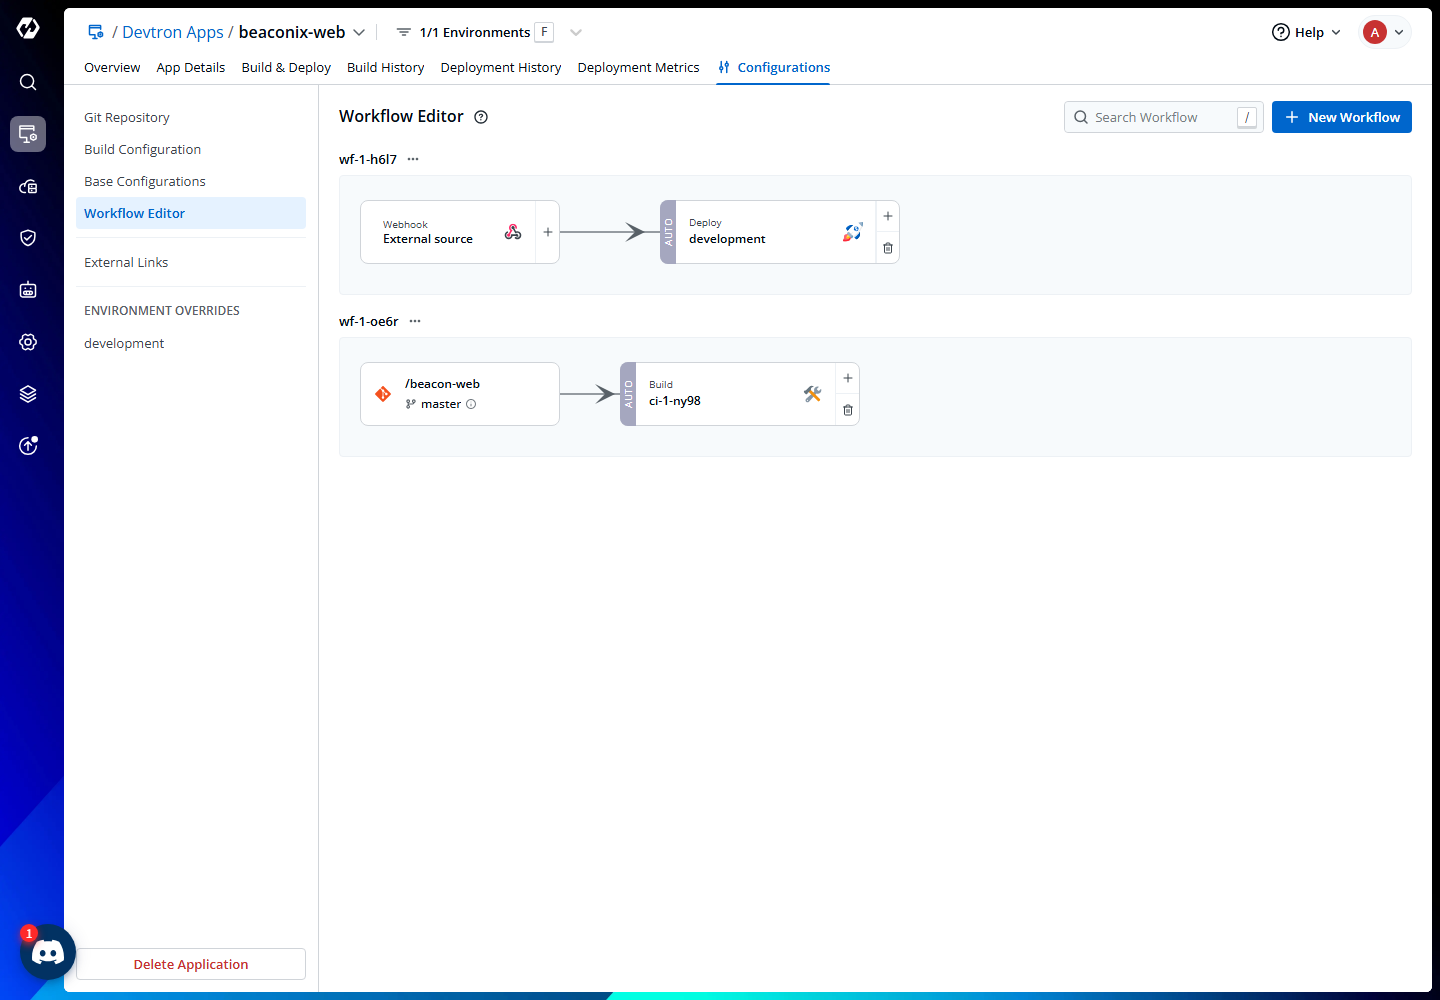 / Devtron Apps / beaconix-web
1/1 Environments F
Help
A
Overview
App Details
Build & Deploy
Build History
Deployment History
Deployment Metrics
Configurations
Git Repository
Build Configuration
Base Configurations
Workflow Editor
External Links
ENVIRONMENT OVERRIDES
development
Delete Application
1
Workflow Editor
Search Workflow /
New Workflow
wf-1-h6l7
Webhook
External source
AUTO
Deploy
development
wf-1-oe6r
/beacon-web
master
AUTO
Build
ci-1-ny98